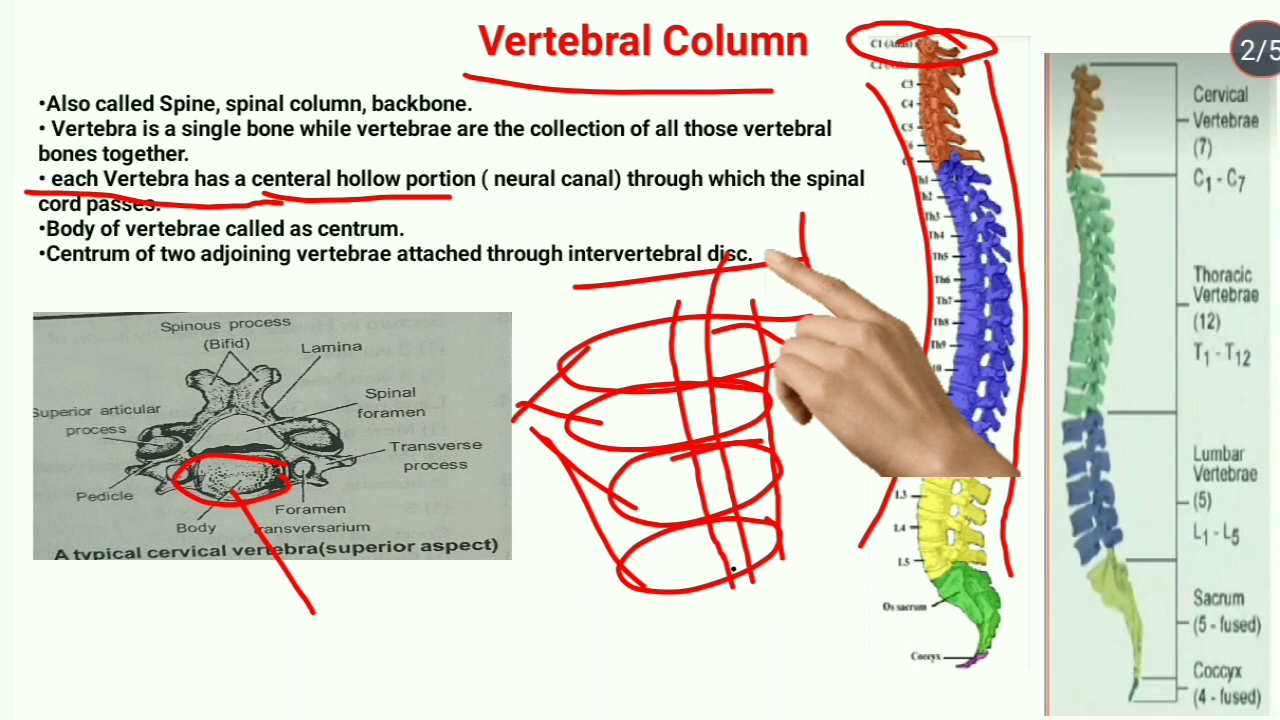 Vertebral Column
2/5
•Also called Spine, spinal column, backbone.
• Vertebra is a single bone while vertebrae are the collection of all those vertebral
bones together.
• each Vertebra has a centeral hollow portion ( neural canal) through which the spinal
cord passes.
•Body of vertebrae called as centrum.
•Centrum of two adjoining vertebrae attached through intervertebral disc.
Spinous process
(Bifid)
Lamina
Spinal
foramen
Superior articular
process
Transverse
process
Pedicle
Foramen
transversarium
Body
A typical cervical vertebra(superior aspect)
C1 (Atlas)
C3
C4
C5
Th3
Th4
Th5
Th6
Th7
Th8
Th9
L3
L4
L5
Os sacrum
Coccyx
Cervical
Vertebrae
(7)
C1 - C7
Thoracic
Vertebrae
(12)
T1 - T12
Lumbar
Vertebrae
(5)
L1 - L5
Sacrum
(5 - fused)
Coccyx
(4 - fused)